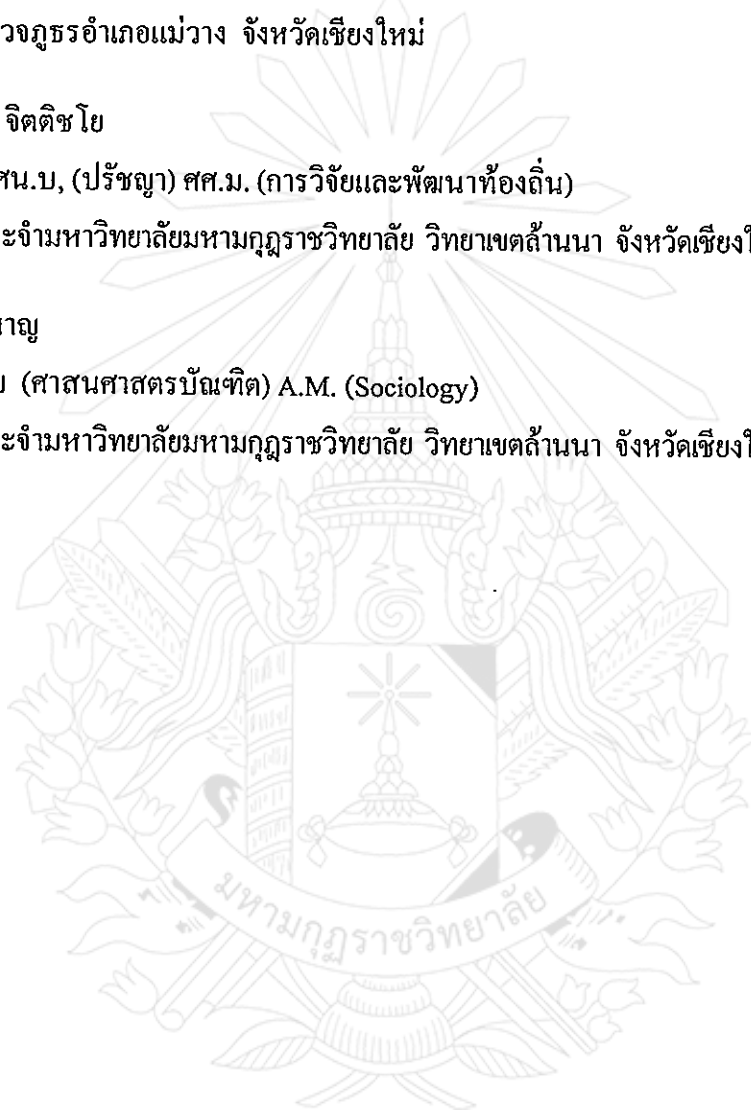 วจภูธรอำเภอแม่วาง จังหวัดเชียงใหม่
จิตติชโย
ศน.บ, (ปรัชญา) ศศ.ม. (การวิจัยและพัฒนาท้องถิ่น)
ะจำมหาวิทยาลัยมหามกุฎราชวิทยาลัย วิทยาเขตล้านนา จังหวัดเชียงใ
าญ
(ศาสนศาสตรบัณฑิต) A.M. (Sociology)
ะจำมหาวิทยาลัยมหามกุฎราชวิทยาลัย วิทยาเขตล้านนา จังหวัดเชียงใ
มหามกุฏราชวิทยาลัย